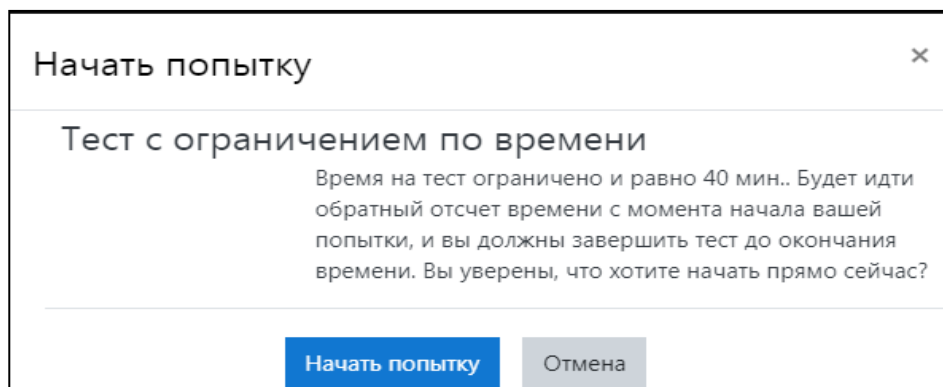 Начать попытку
×
Тест с ограничением по времени
Время на тест ограничено и равно 40 мин.. Будет идти
обратный отсчет времени с момента начала вашей
попытки, и вы должны завершить тест до окончания
времени. Вы уверены, что хотите начать прямо сейчас?
Начать попытку Отмена